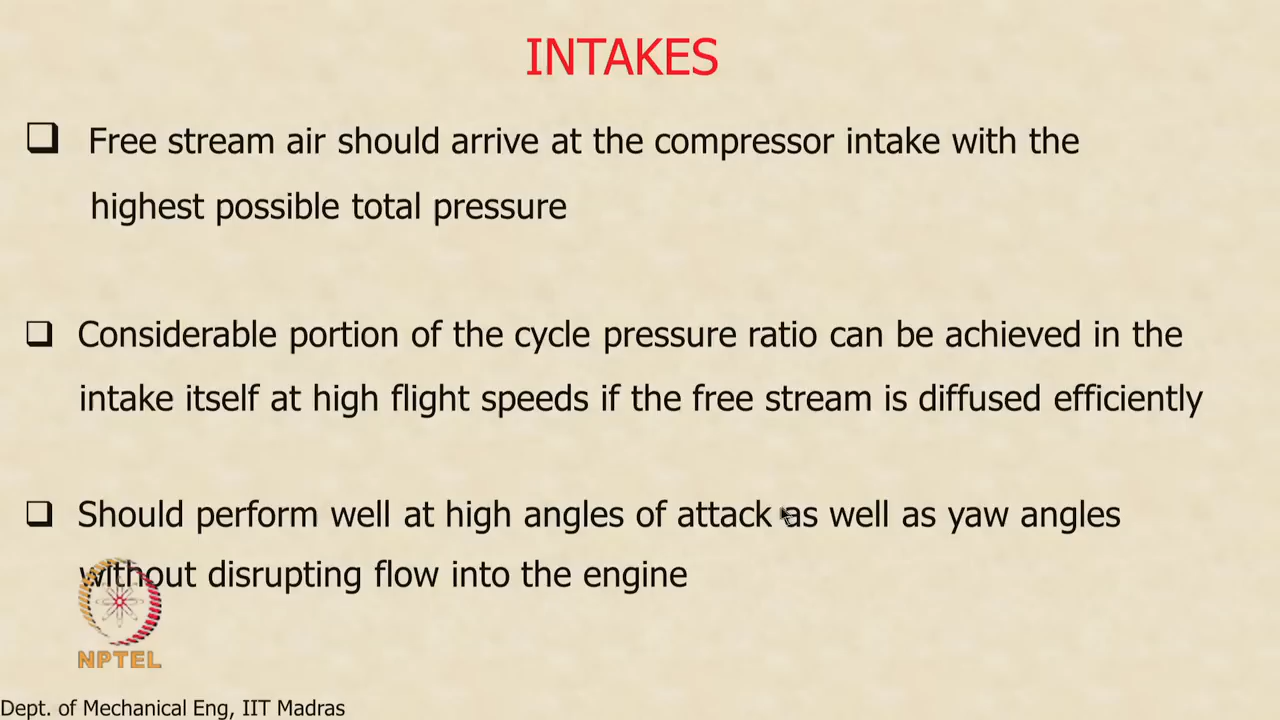 INTAKES
Free stream air should arrive at the compressor intake with the
highest possible total pressure
Considerable portion of the cycle pressure ratio can be achieved in the
intake itself at high flight speeds if the free stream is diffused efficiently
Should perform well at high angles of attack as well as yaw angles
without disrupting flow into the engine
NPTEL
Dept. of Mechanical Eng, IIT Madras